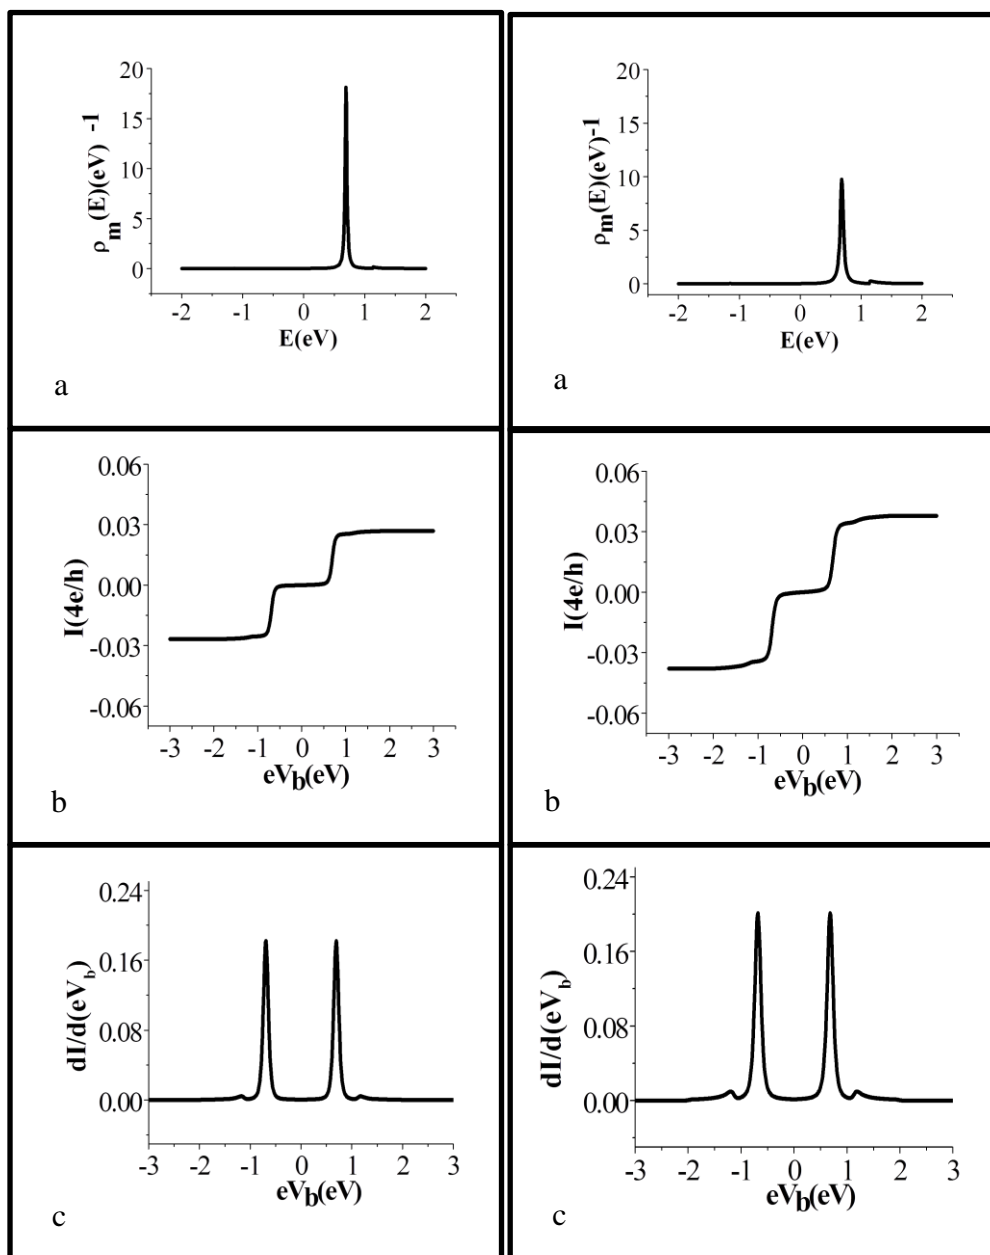 20
15
10
5
0
ρm(E)(eV) -1
-2 -1 0 1 2
E(eV)
a
20
15
10
5
0
ρm(E)(eV)-1
-2 -1 0 1 2
E(eV)
a
0.06
0.03
0.00
-0.03
-0.06
I(4e/h)
-3 -2 -1 0 1 2 3
eVb(eV)
b
0.06
0.03
0.00
-0.03
-0.06
I(4e/h)
-3 -2 -1 0 1 2 3
eVb(eV)
b
0.24
0.16
0.08
0.00
dI/d(eVb)
-3 -2 -1 0 1 2 3
eVb(eV)
c
0.24
0.16
0.08
0.00
dI/d(eVb)
-3 -2 -1 0 1 2 3
eVb(eV)
c